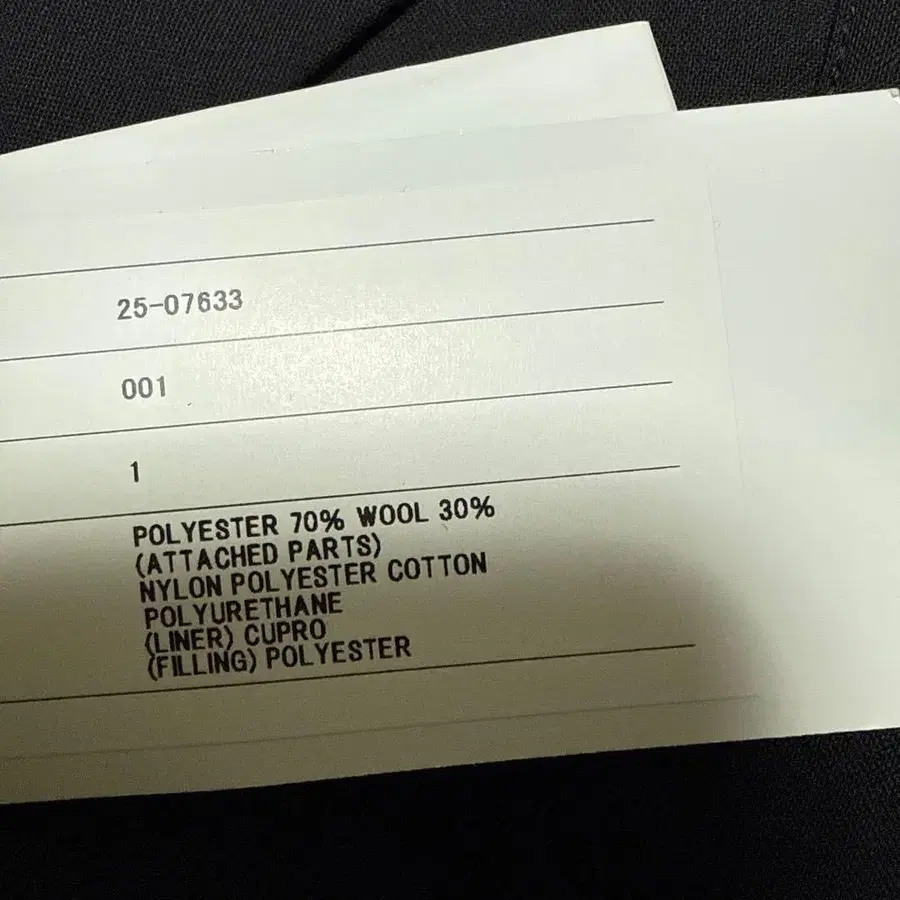 25-07633
001
1
POLYESTER 70% WOOL 30%
(ATTACHED PARTS)
NYLON POLYESTER COTTON
POLYURETHANE
(LINER) CUPRO
(FILLING) POLYESTER